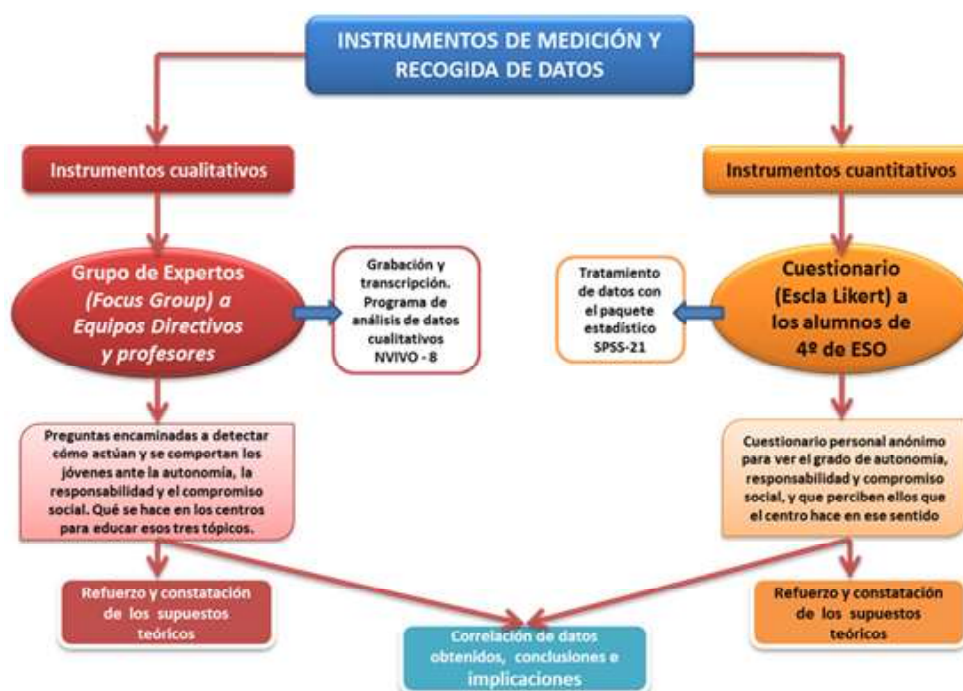 INSTRUMENTOS DE MEDICIÓN Y
RECOGIDA DE DATOS
Instrumentos cualitativos
Instrumentos cuantitativos
Grupo de Expertos
(Focus Group) a
Equipos Directivos
y profesores
Grabación y
transcripción.
Programa de
análisis de datos
cualitativos
NVIVO - 8
Tratamiento
de datos con
el paquete
estadístico
SPSS-21
Cuestionario
(Escla Likert) a
los alumnos de
4º de ESO
Preguntas encaminadas a detectar
cómo actúan y se comportan los
jóvenes ante la autonomía, la
responsabilidad y el compromiso
social. Qué se hace en los centros
para educar esos tres tópicos.
Cuestionario personal anónimo
para ver el grado de autonomía,
responsabilidad y compromiso
social, y que perciben ellos que
el centro hace en ese sentido
Refuerzo y constatación
de los supuestos
teóricos
Correlación de datos
obtenidos, conclusiones e
implicaciones
Refuerzo y constatación
de los supuestos
teóricos